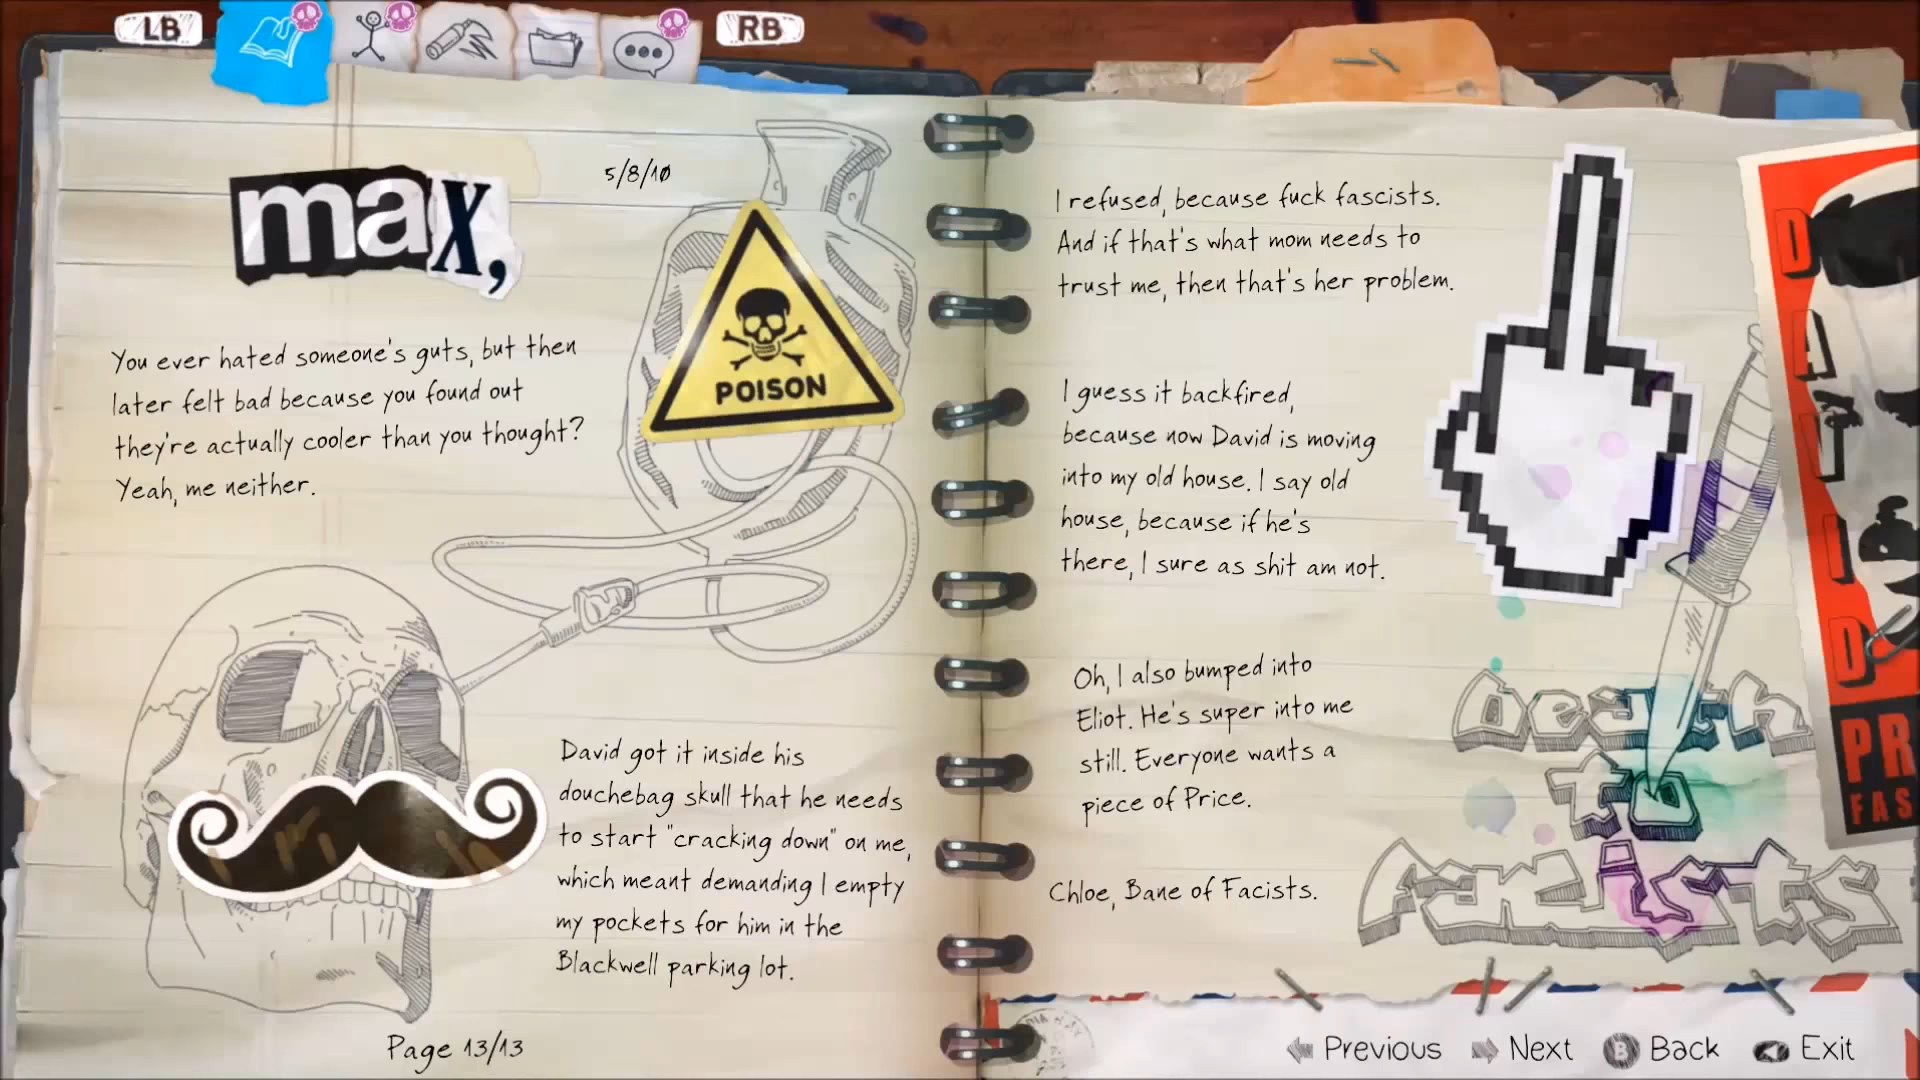 LB
RB
max,
5/8/10
POISON
You ever hated someone's guts, but then
later felt bad because you found out
they're actually cooler than you thought?
Yeah, me neither.
David got it inside his
douchebag skull that he needs
to start "cracking down" on me,
which meant demanding I empty
my pockets for him in the
Blackwell parking lot.
Page 13/13
I refused, because fuck fascists.
And if that's what mom needs to
trust me, then that's her problem.
I guess it backfired,
because now David is moving
into my old house. I say old
house, because if he's
there, I sure as shit am not.
Oh, I also bumped into
Eliot. He's super into me
still. Everyone wants a
piece of Price.
Chloe, Bane of Facists.
DAVID
PR
FAS
Death
to
Previous
Next
B Back
Exit